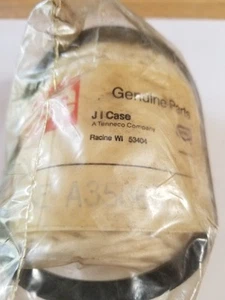 Genuine Parts
J I Case
A Tenneco Company
Racine WI 53404